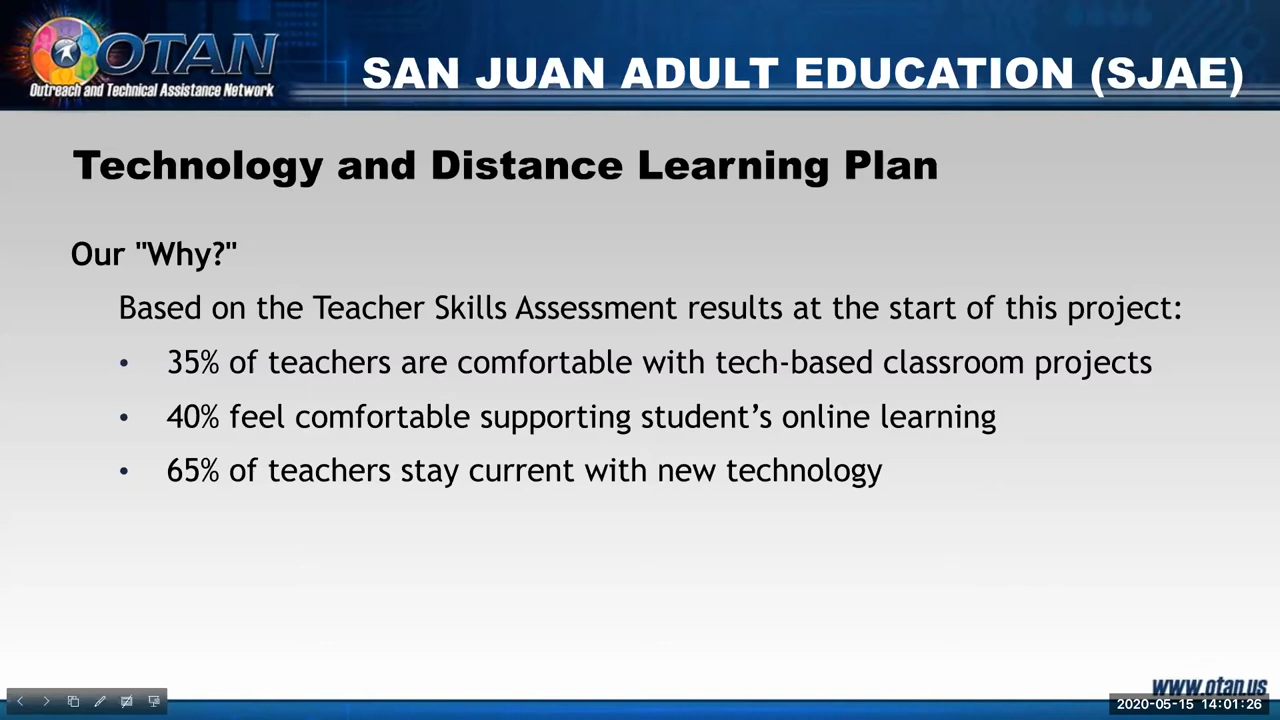 OTAN
Outreach and Technical Assistance Network
SAN JUAN ADULT EDUCATION (SJAE)
Technology and Distance Learning Plan
Our "Why?"
Based on the Teacher Skills Assessment results at the start of this project:
• 35% of teachers are comfortable with tech-based classroom projects
• 40% feel comfortable supporting student’s online learning
• 65% of teachers stay current with new technology
www.otan.us
2020-05-15 14:01:26